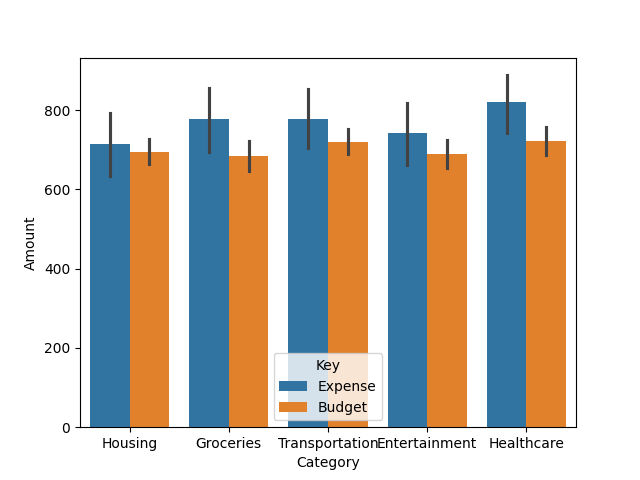 800
600
400
200
0
Amount
Key
Expense
Budget
Housing Groceries Transportation Entertainment Healthcare
Category